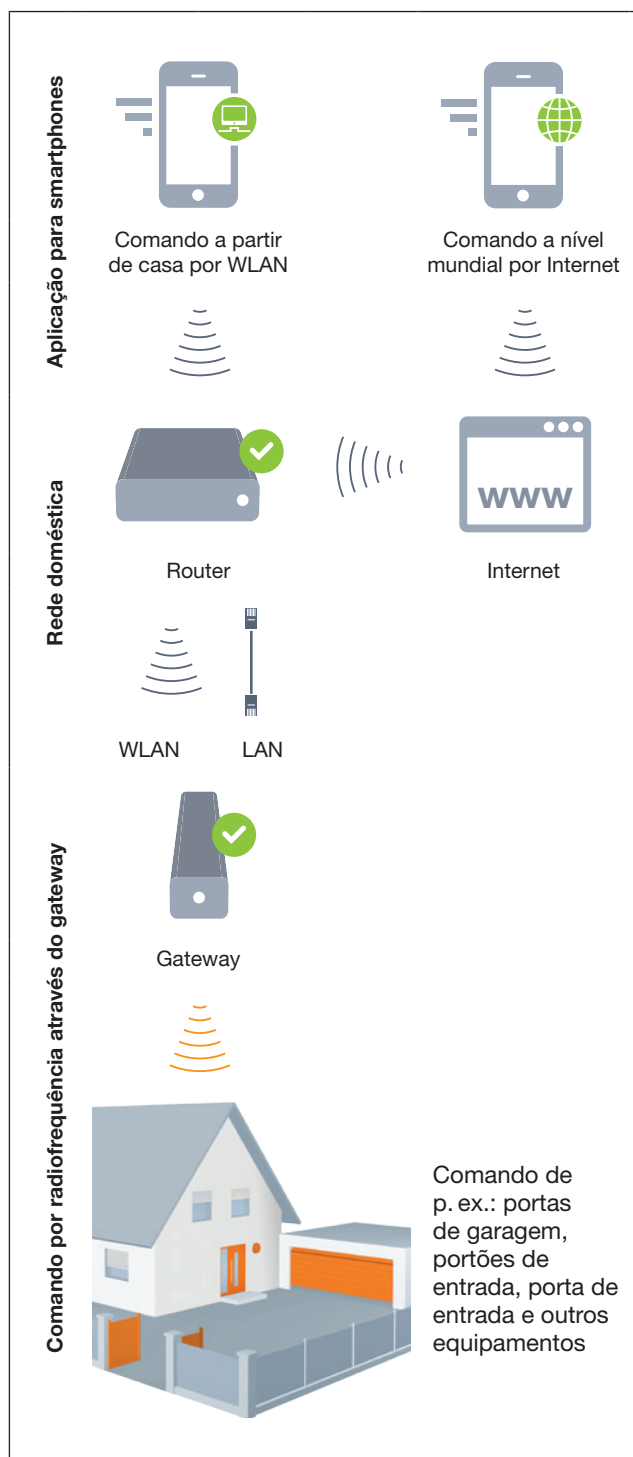 Aplicação para smartphones
Comando a partir
de casa por WLAN
Comando a nível
mundial por Internet
Rede doméstica
www
Router
Internet
WLAN
LAN
Comando por radiofrequência através do gateway
Gateway
Comando de
p. ex.: portas
de garagem,
portões de
entrada, porta de
entrada e outros
equipamentos